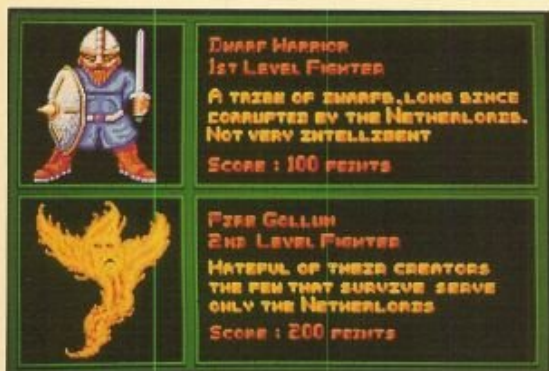 DWARF WARRIOR
1ST LEVEL FIGHTER
A TRIBE OF DWARFS, LONG SINCE
CORRUPTED BY THE NETHERLORDS.
NOT VERY INTELLIGENT
SCORE : 100 POINTS
FIRE GOLLUM
2ND LEVEL FIGHTER
HATEFUL OF THEIR CREATORS
THE FEW THAT SURVIVE SERVE
ONLY THE NETHERLORDS
SCORE : 200 POINTS